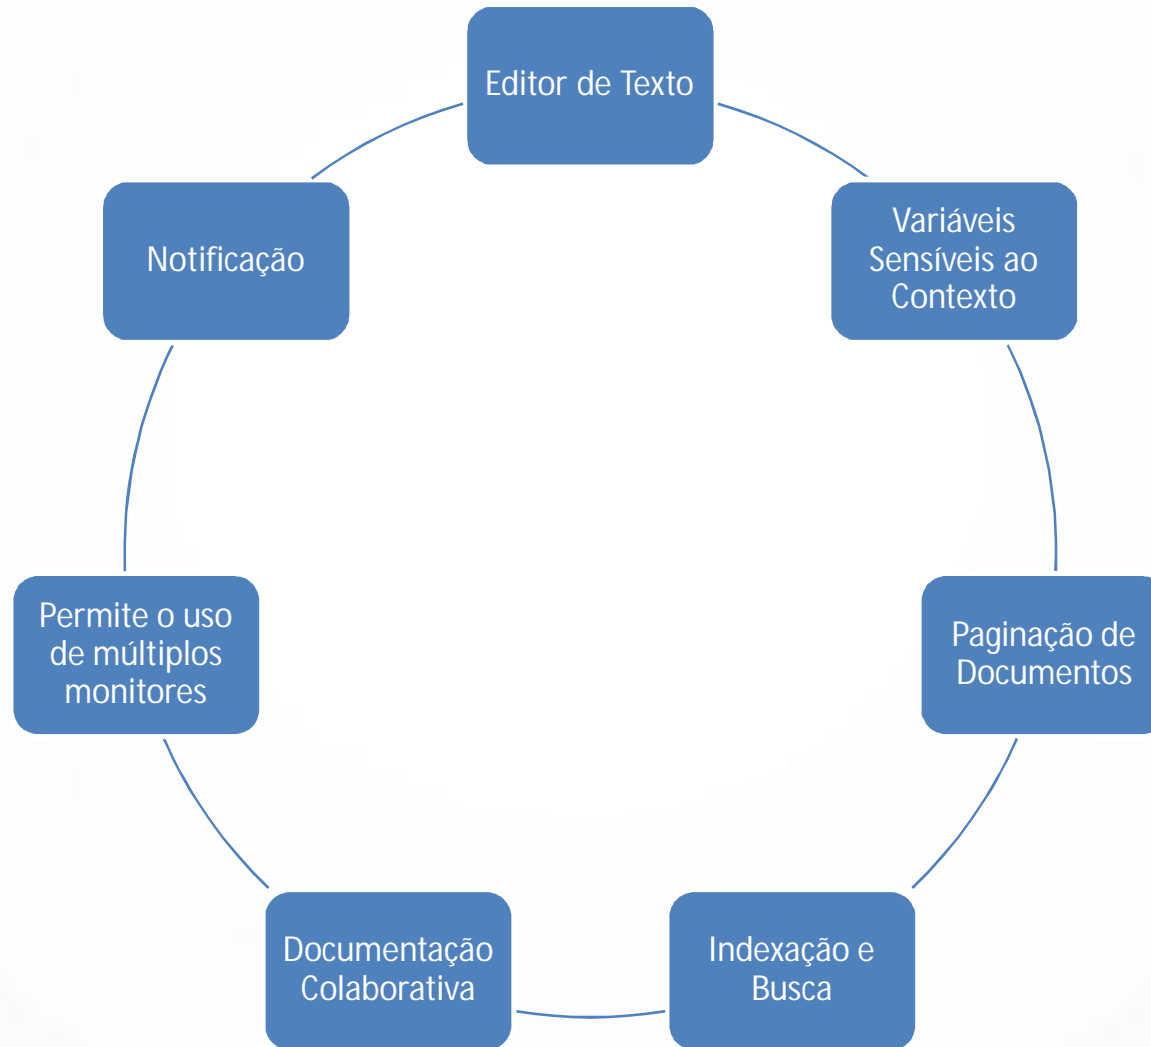 Editor de Texto
Variáveis
Sensíveis ao
Contexto
Paginação de
Documentos
Indexação e
Busca
Documentação
Colaborativa
Permite o uso
de múltiplos
monitores
Notificação